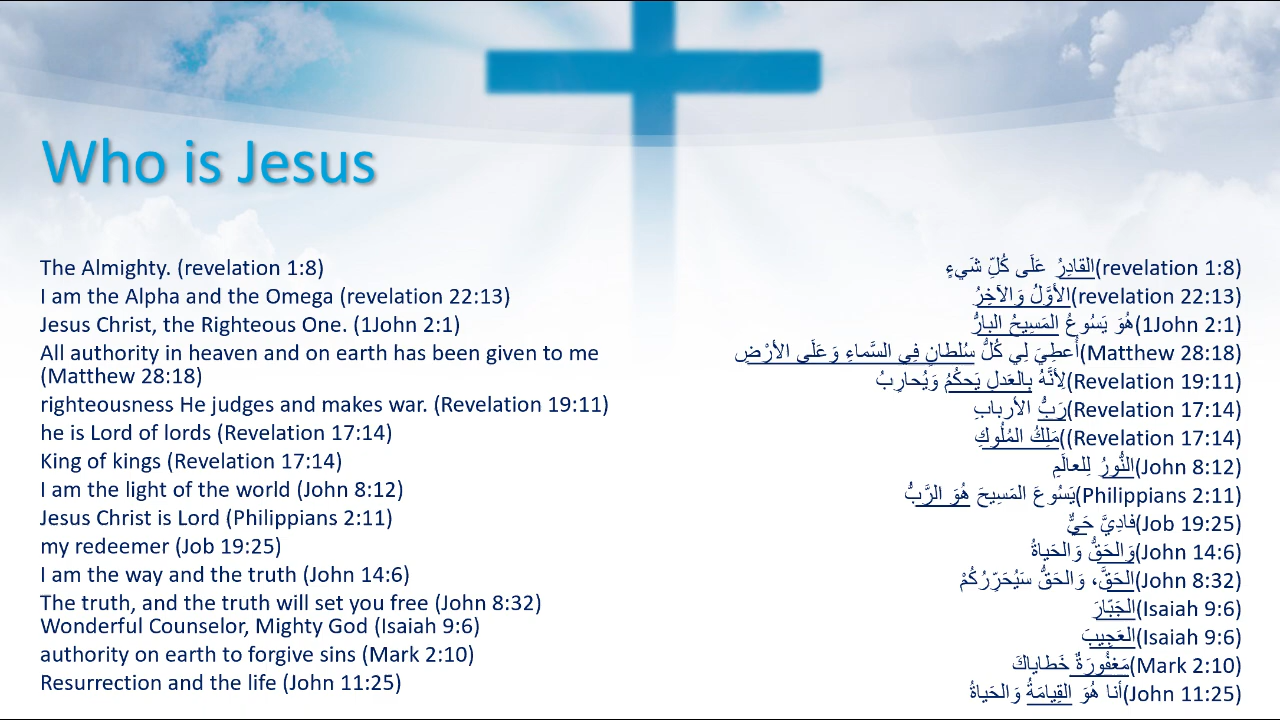 Who is Jesus
The Almighty. (revelation 1:8)
I am the Alpha and the Omega (revelation 22:13)
Jesus Christ, the Righteous One. (1John 2:1)
All authority in heaven and on earth has been given to me
(Matthew 28:18)
righteousness He judges and makes war. (Revelation 19:11)
he is Lord of lords (Revelation 17:14)
King of kings (Revelation 17:14)
I am the light of the world (John 8:12)
Jesus Christ is Lord (Philippians 2:11)
my redeemer (Job 19:25)
I am the way and the truth (John 14:6)
The truth, and the truth will set you free (John 8:32)
Wonderful Counselor, Mighty God (Isaiah 9:6)
authority on earth to forgive sins (Mark 2:10)
Resurrection and the life (John 11:25)
القادِرُ عَلَى كُلِّ شَيءٍ(revelation 1:8)
الأوَّلُ وَالآخِرُ(revelation 22:13)
هُوَ يَسُوعُ المَسِيحُ البارُّ(1John 2:1)
أُعطِيَ لِي كُلُّ سُلطانٍ فِي السَّماءِ وَعَلَى الأرْضِ(Matthew 28:18)
لِأنَّهُ بِالعَدلِ يَحكُمُ وَيُحارِبُ(Revelation 19:11)
رَبُّ الأربابِ(Revelation 17:14)
مَلِكُ المُلُوكِ((Revelation 17:14)
النُّورُ لِلعالَمِ(John 8:12)
يَسُوعَ المَسِيحَ هُوَ الرَّبُّ(Philippians 2:11)
فادِيَّ حَيٌّ(Job 19:25)
وَالحَقُّ وَالحَياةُ(John 14:6)
الحَقَّ، وَالحَقُّ سَيُحَرِّرُكُمْ(John 8:32)
الجَبّارَ(Isaiah 9:6)
العَجِيبَ(Isaiah 9:6)
مَغْفُورَةٌ خَطاياكَ(Mark 2:10)
أنا هُوَ القِيامَةُ وَالحَياةُ(John 11:25)